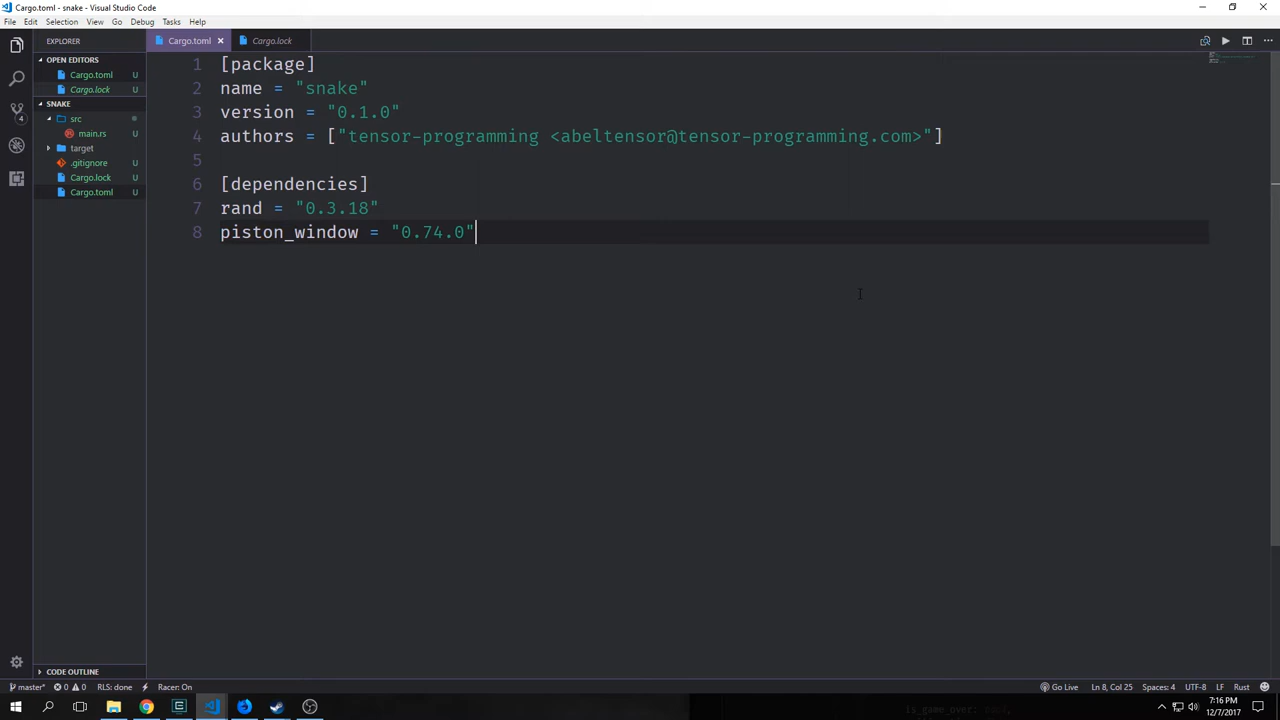 Cargo.toml - snake - Visual Studio Code
File Edit Selection View Go Debug Tasks Help
EXPLORER
OPEN EDITORS
Cargo.toml U
Cargo.lock U
SNAKE
src
main.rs U
target
.gitignore U
Cargo.lock U
Cargo.toml U
CODE OUTLINE
4
Cargo.toml × Cargo.lock
1 [package]
2 name = "snake"
3 version = "0.1.0"
4 authors = ["tensor-programming <abeltensor@tensor-programming.com>"]
5
6 [dependencies]
7 rand = "0.3.18"
8 piston_window = "0.74.0"
master* 0 0 RLS: done Racer: On Go Live Ln 8, Col 25 Spaces: 4 UTF-8 LF Rust
7:16 PM
12/7/2017